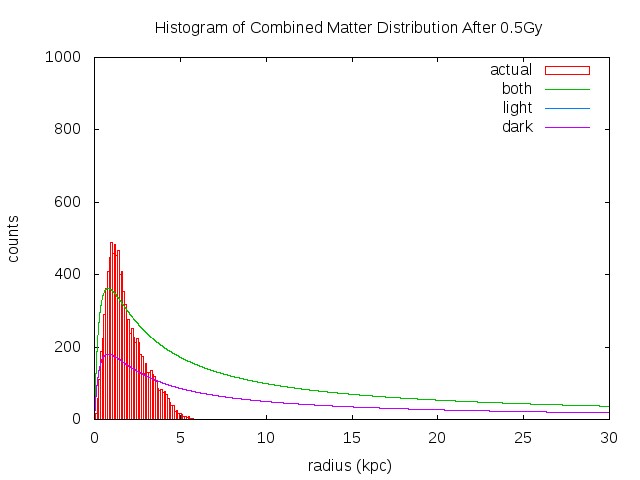 Histogram of Combined Matter Distribution After 0.5Gy
1000
actual
both
light
dark
800
600
400
200
0
counts
0 5 10 15 20 25 30
radius (kpc)